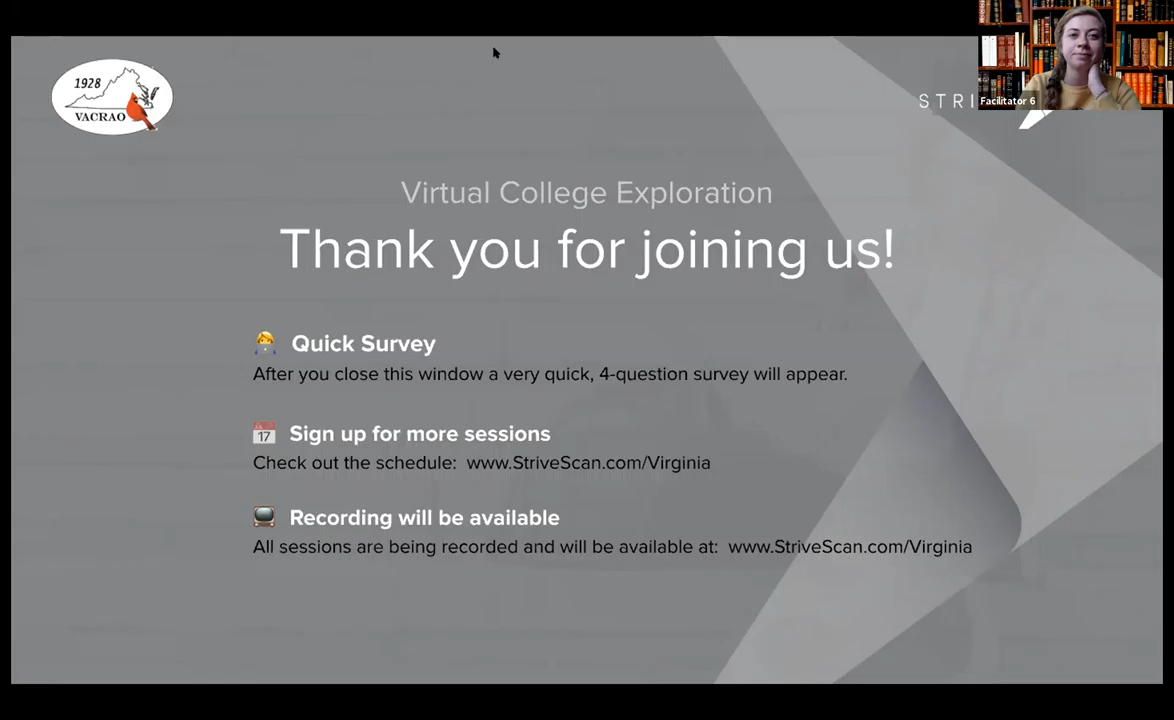 1928
VACRAO
STRI
Facilitator 6
Virtual College Exploration
Thank you for joining us!
Quick Survey
After you close this window a very quick, 4-question survey will appear.
17
Sign up for more sessions
Check out the schedule: www.StriveScan.com/Virginia
Recording will be available
All sessions are being recorded and will be available at: www.StriveScan.com/Virginia